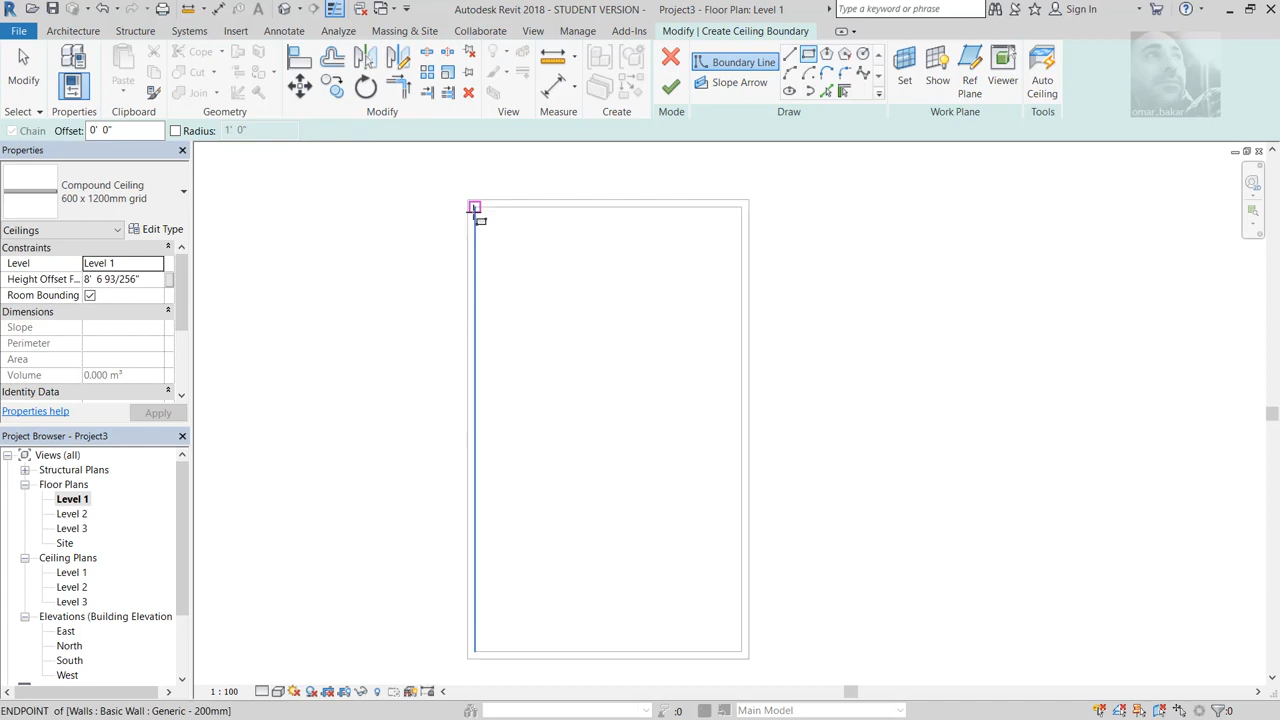 Autodesk Revit 2018 - STUDENT VERSION - Project3 - Floor Plan: Level 1
Type a keyword or phrase
Sign In
File
Architecture
Structure
Systems
Insert
Annotate
Analyze
Massing & Site
Collaborate
View
Manage
Add-Ins
Modify | Create Ceiling Boundary
Modify
Paste
Cope
Cut
Join
Boundary Line
Slope Arrow
Set
Show
Ref
Plane
Viewer
Auto
Ceiling
Select
Properties
Clipboard
Geometry
Modify
View
Measure
Create
Mode
Draw
Work Plane
Tools
omar_bakar
Chain
Offset: 0' 0"
Radius: 1' 0"
Properties
Compound Ceiling
600 x 1200mm grid
Ceilings
Edit Type
Constraints
Level
Level 1
Height Offset F...
8' 6 93/256"
Room Bounding
Dimensions
Slope
Perimeter
Area
Volume
0.000 m³
Identity Data
Properties help
Apply
Project Browser - Project3
Views (all)
Structural Plans
Floor Plans
Level 1
Level 2
Level 3
Site
Ceiling Plans
Level 1
Level 2
Level 3
Elevations (Building Elevation
East
North
South
West
1 : 100
ENDPOINT of [Walls : Basic Wall : Generic - 200mm]
:0
Main Model
:0